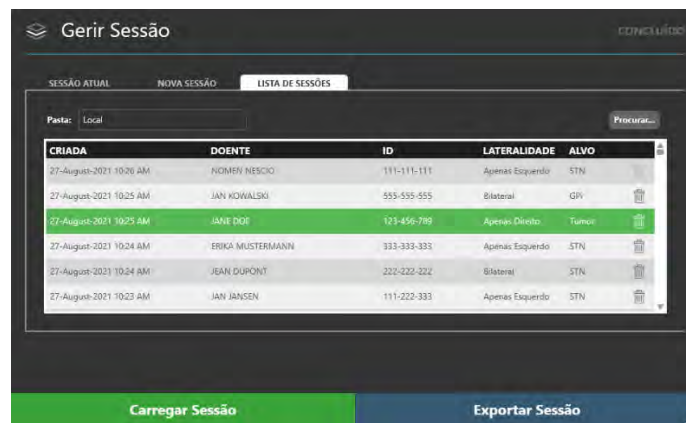 Gerir Sessão
CONCLUÍDO
SESSÃO ATUAL NOVA SESSÃO LISTA DE SESSÕES
Pasta: Local Procurar...
CRIADA DOENTE ID LATERALIDADE ALVO
27-August-2021 10:26 AM NOMEN NESCIO 111-111-111 Apenas Esquerdo STN
27-August-2021 10:25 AM JAN KOWALSKI 555-555-555 Bilateral GPi
27-August-2021 10:25 AM JANE DOE 123-456-789 Apenas Direito Tumor
27-August-2021 10:24 AM ERIKA MUSTERMANN 333-333-333 Apenas Esquerdo STN
27-August-2021 10:24 AM JEAN DUPONT 222-222-222 Bilateral STN
27-August-2021 10:23 AM JAN JANSEN 111-222-333 Apenas Esquerdo STN
Carregar Sessão Exportar Sessão